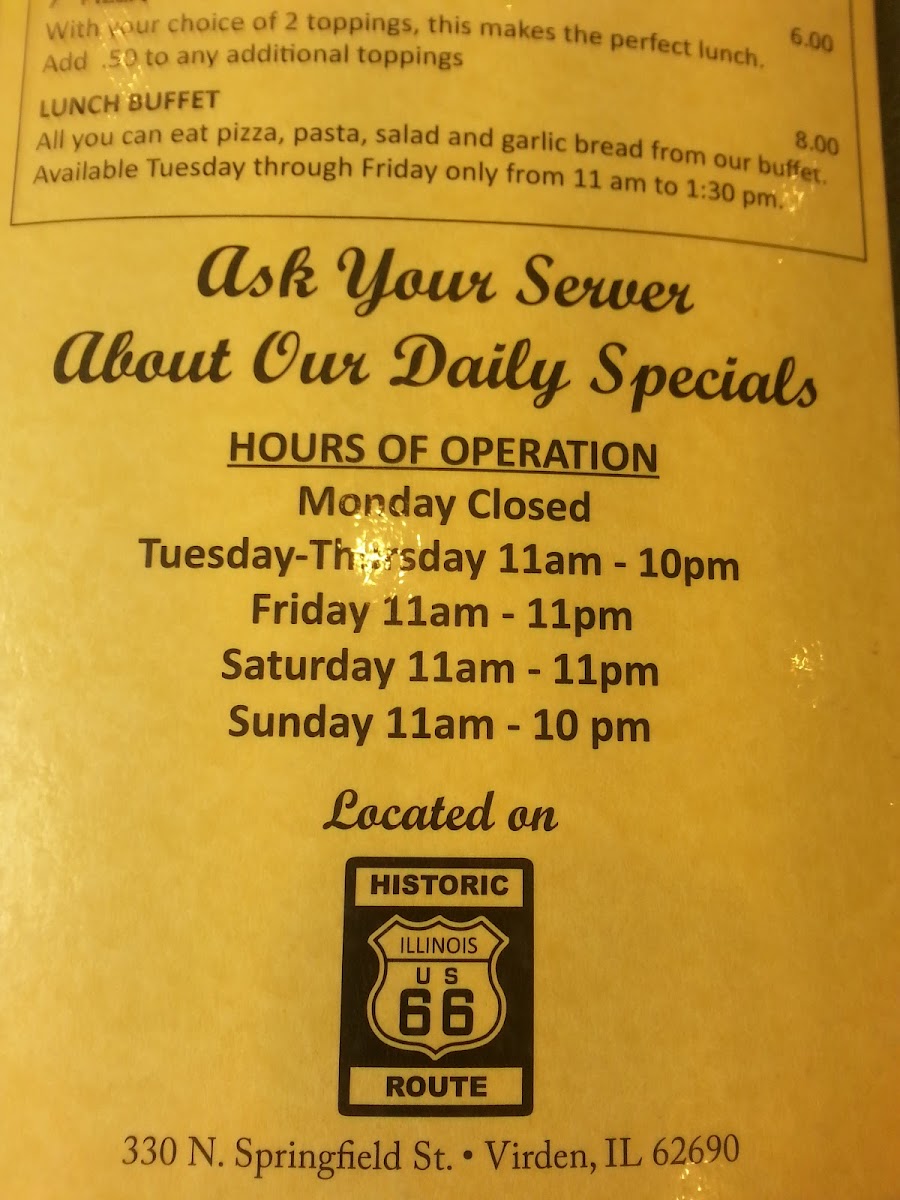 With your choice of 2 toppings, this makes the perfect lunch. 6.00
Add .50 to any additional toppings
LUNCH BUFFET
All you can eat pizza, pasta, salad and garlic bread from our buffet. 8.00
Available Tuesday through Friday only from 11 am to 1:30 pm.
Ask Your Server
About Our Daily Specials
HOURS OF OPERATION
Monday Closed
Tuesday-Thursday 11am - 10pm
Friday 11am - 11pm
Saturday 11am - 11pm
Sunday 11am - 10 pm
Located on
HISTORIC
ILLINOIS
U S
66
ROUTE
330 N. Springfield St. • Virden, IL 62690